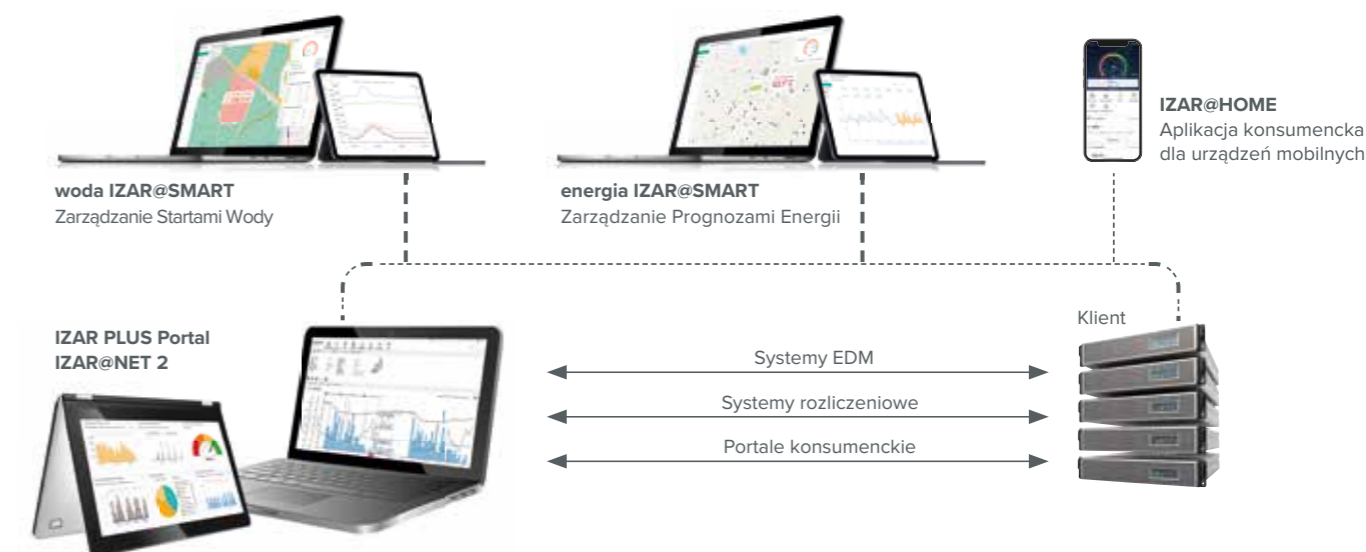 IZAR@HOME
Aplikacja konsumencka
dla urządzeń mobilnych
woda IZAR@SMART
Zarządzanie Startami Wody
energia IZAR@SMART
Zarządzanie Prognozami Energii
IZAR PLUS Portal
IZAR@NET 2
Klient
Systemy EDM
Systemy rozliczeniowe
Portale konsumenckie